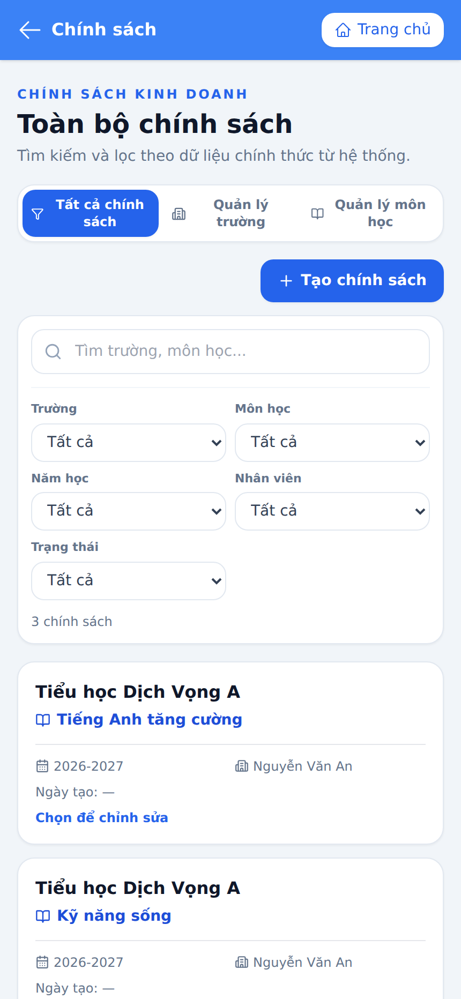 Chính sách
Trang chủ
CHÍNH SÁCH KINH DOANH
Toàn bộ chính sách
Tìm kiếm và lọc theo dữ liệu chính thức từ hệ thống.
Tất cả chính
sách
Quản lý
trường
Quản lý môn
học
Tạo chính sách
Tìm trường, môn học...
Trường
Môn học
Tất cả
Tất cả
Năm học
Nhân viên
Tất cả
Tất cả
Trạng thái
Tất cả
3 chính sách
Tiểu học Dịch Vọng A
Tiếng Anh tăng cường
2026-2027
Nguyễn Văn An
Ngày tạo: —
Chọn để chỉnh sửa
Tiểu học Dịch Vọng A
Kỹ năng sống
2026-2027
Nguyễn Văn An
Ngày tạo: —